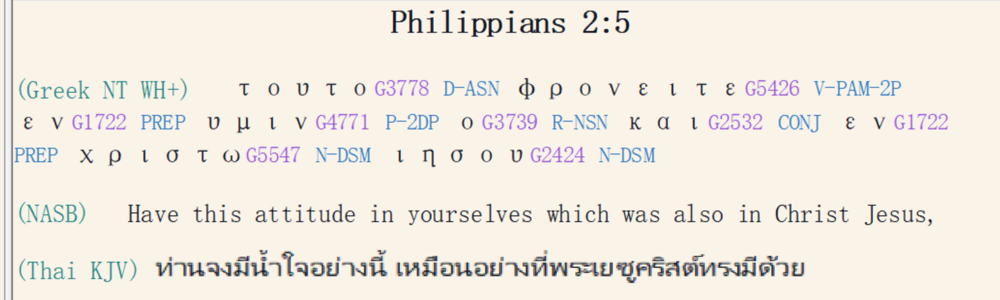 Philippians 2:5
(Greek NT WH+) τουτο G3778 D-ASN φρονειτε G5426 V-PAM-2P
εν G1722 PREP υμιν G4771 P-2DP ο G3739 R-NSN και G2532 CONJ εν G1722
PREP χριστω G5547 N-DSM ιησου G2424 N-DSM
(NASB) Have this attitude in yourselves which was also in Christ Jesus,
(Thai KJV) ท่านจงมีน้ำใจอย่างนี้ เหมือนอย่างที่พระเยซูคริสต์ทรงมีด้วย